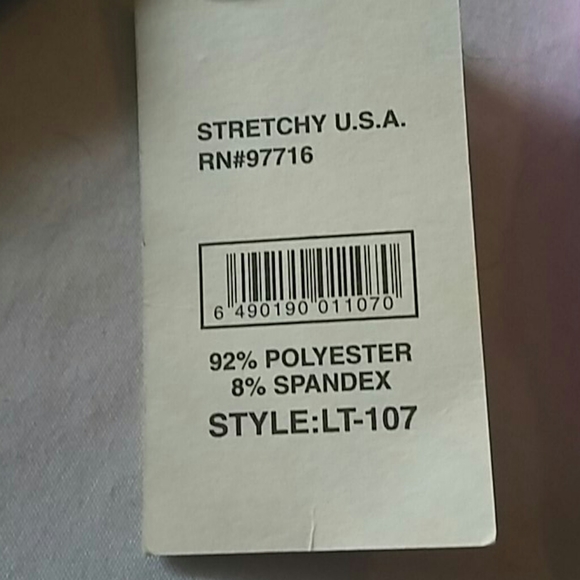 STRETCHY U.S.A.
RN#97716
6 490190 011070
92% POLYESTER
8% SPANDEX
STYLE:LT-107